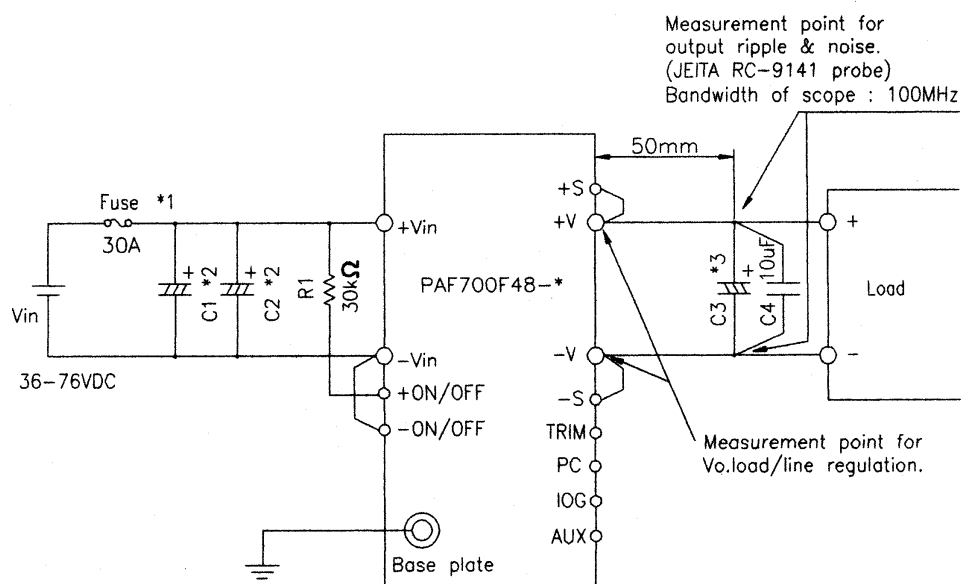 Measurement point for
output ripple & noise.
(JEITA RC-9141 probe)
Bandwidth of scope : 100MHz
50mm
Fuse *1
30A
+Vin
+S
+V
+
C1 *2
+
C2 *2
+
R1
30kΩ
PAF700F48-*
C3 *3
+
C4 10uF
Load
Vin
36-76VDC
-Vin
-V
-
+ON/OFF
-S
-ON/OFF
TRIM
Measurement point for
Vo.load/line regulation.
PC
IOG
AUX
Base plate